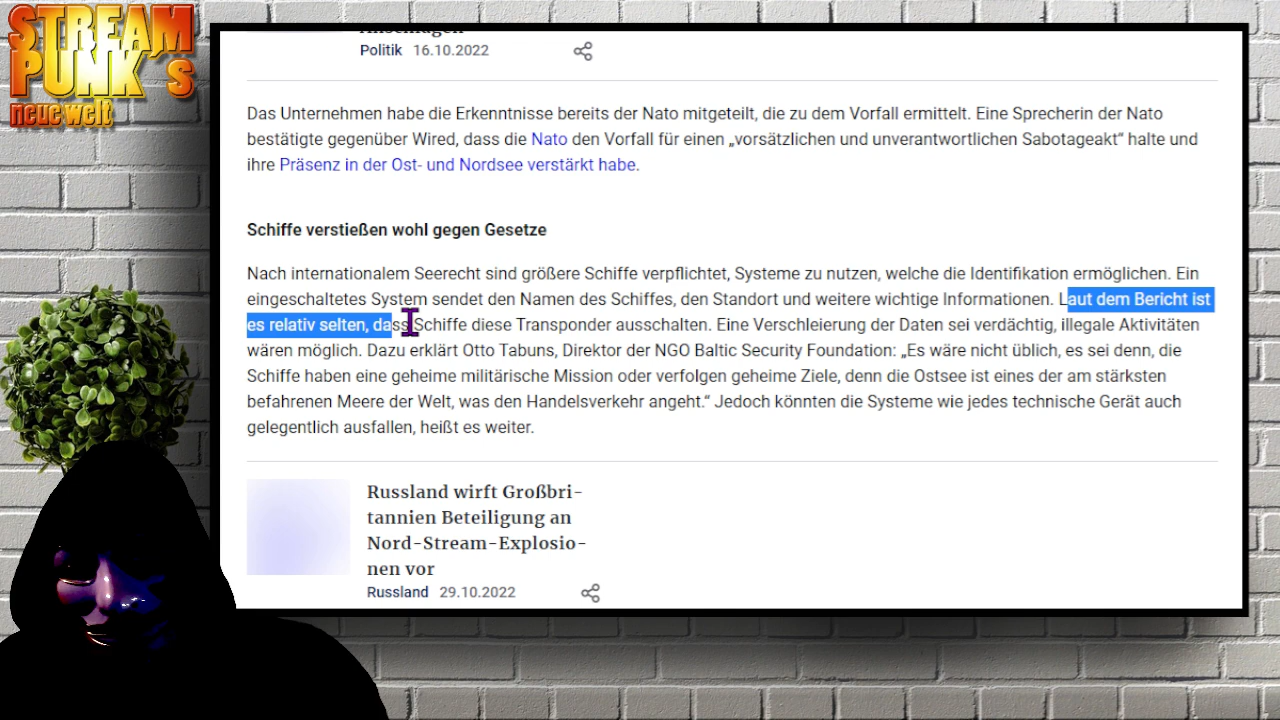 STREAM
PUNK´s
neue welt
Anschlägen
Politik 16.10.2022
Das Unternehmen habe die Erkenntnisse bereits der Nato mitgeteilt, die zu dem Vorfall ermittelt. Eine Sprecherin der Nato
bestätigte gegenüber Wired, dass die Nato den Vorfall für einen „vorsätzlichen und unverantwortlichen Sabotageakt“ halte und
ihre Präsenz in der Ost- und Nordsee verstärkt habe.
Schiffe verstießen wohl gegen Gesetze
Nach internationalem Seerecht sind größere Schiffe verpflichtet, Systeme zu nutzen, welche die Identifikation ermöglichen. Ein
eingeschaltetes System sendet den Namen des Schiffes, den Standort und weitere wichtige Informationen. Laut dem Bericht ist
es relativ selten, dass Schiffe diese Transponder ausschalten. Eine Verschleierung der Daten sei verdächtig, illegale Aktivitäten
wären möglich. Dazu erklärt Otto Tabuns, Direktor der NGO Baltic Security Foundation: „Es wäre nicht üblich, es sei denn, die
Schiffe haben eine geheime militärische Mission oder verfolgen geheime Ziele, denn die Ostsee ist eines der am stärksten
befahrenen Meere der Welt, was den Handelsverkehr angeht.“ Jedoch könnten die Systeme wie jedes technische Gerät auch
gelegentlich ausfallen, heißt es weiter.
Russland wirft Großbri-
tannien Beteiligung an
Nord-Stream-Explosio-
nen vor
Russland 29.10.2022